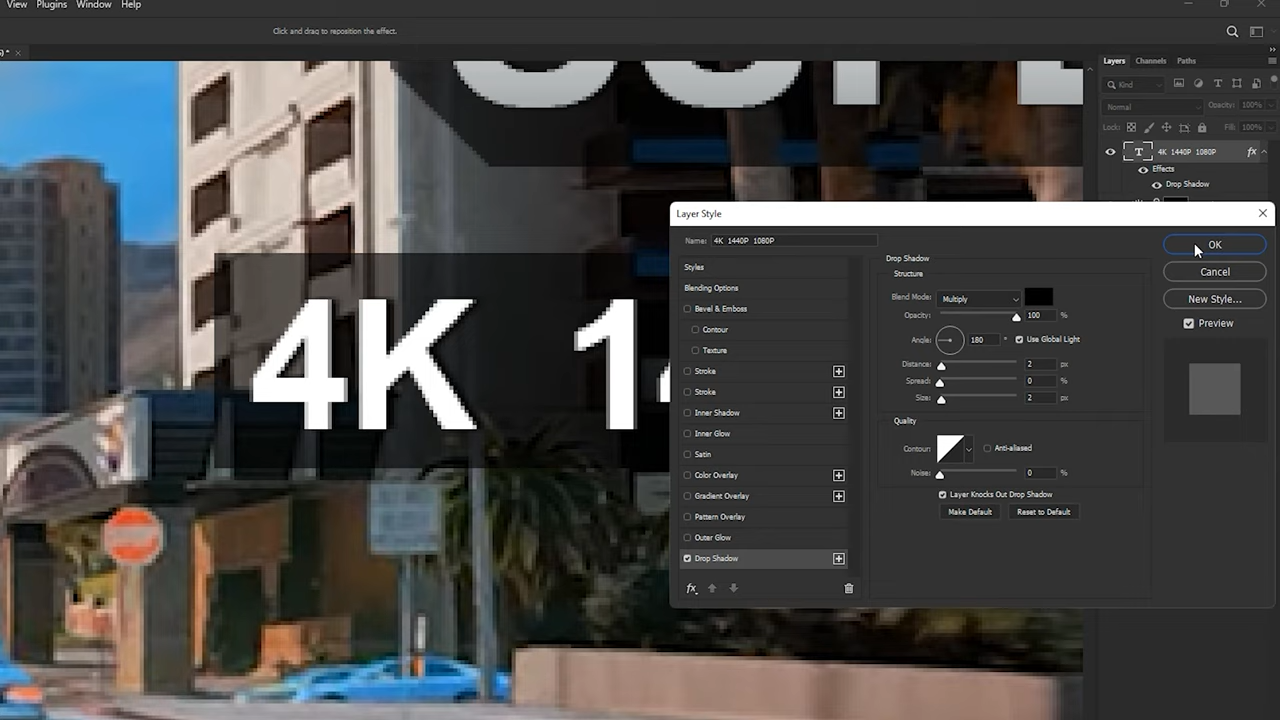 View Plugins Window Help
Click and drag to reposition the effect.
Layers Channels Paths
Kind
Normal Opacity: 100%
Lock: Fill: 100%
T 4K 1440P 1080P fx
Effects
Drop Shadow
4K 1
Layer Style
Name: 4K 1440P 1080P
Styles
Blending Options
Bevel & Emboss
Contour
Texture
Stroke
Stroke
Inner Shadow
Inner Glow
Satin
Color Overlay
Gradient Overlay
Pattern Overlay
Outer Glow
Drop Shadow
fx
Drop Shadow
Structure
Blend Mode: Multiply
Opacity: 100 %
Angle: 180 ° Use Global Light
Distance: 2 px
Spread: 0 %
Size: 2 px
Quality
Contour: Anti-aliased
Noise: 0 %
Layer Knocks Out Drop Shadow
Make Default Reset to Default
OK
Cancel
New Style...
Preview